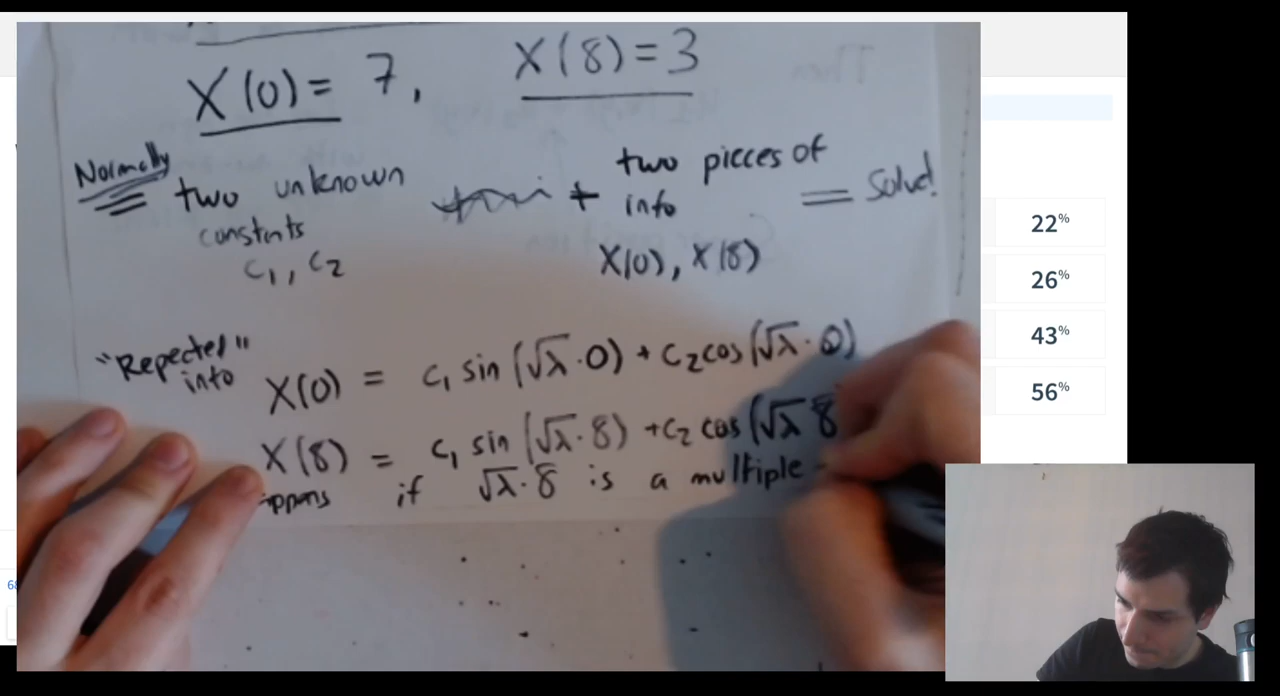 X(0) = 7, X(8) = 3
Normally two unknown constants + two pieces of info = Solve!
C1, C2 X(0), X(8)
"Repeated" into X(0) = C1 sin(√λ·0) + C2 cos(√λ·0)
X(8) = C1 sin(√λ·8) + C2 cos(√λ 8
if √λ·8 is a multiple
22%
26%
43%
56%